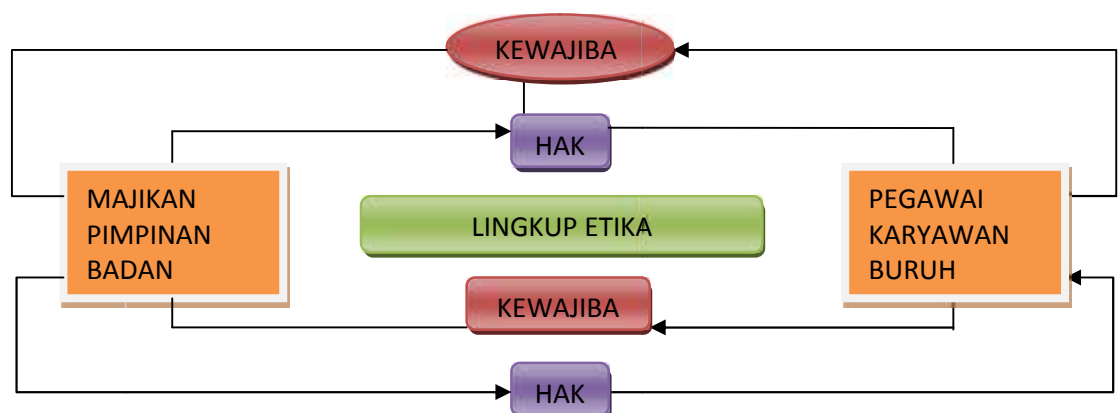 KEWAJIBA
HAK
MAJIKAN
PIMPINAN
BADAN
LINGKUP ETIKA
PEGAWAI
KARYAWAN
BURUH
KEWAJIBA
HAK